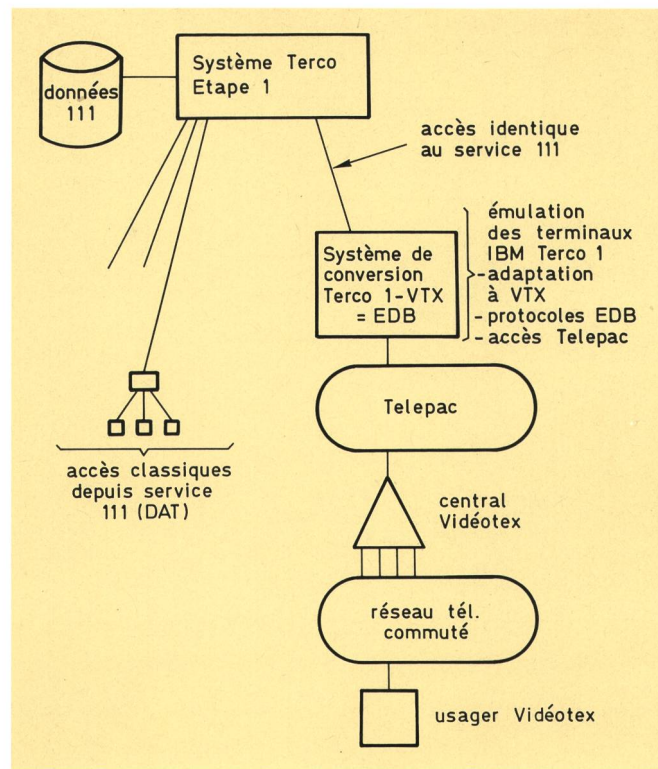 données
111
Système Terco
Etape 1
accès identique
au service 111
Système de
conversion
Terco 1-VTX
= EDB
émulation
des terminaux
IBM Terco 1
-adaptation
à VTX
- protocoles EDB
- accès Telepac
Telepac
accès classiques
depuis service
111 (DAT)
central
Vidéotex
réseau tél.
commuté
usager Vidéotex